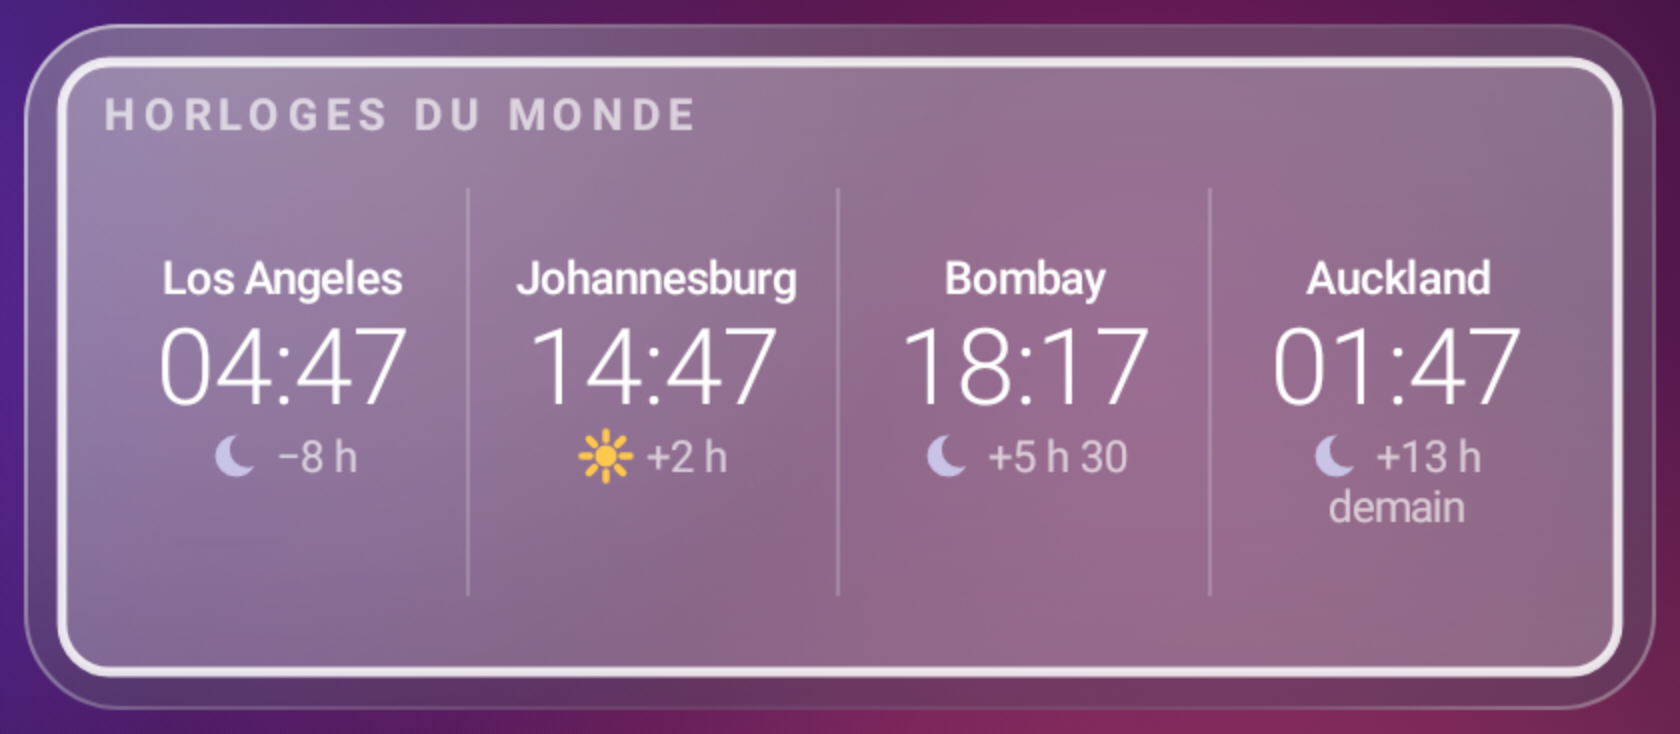 HORLOGES DU MONDE
Los Angeles
04:47
−8 h
Johannesburg
14:47
+2 h
Bombay
18:17
+5 h 30
Auckland
01:47
+13 h
demain